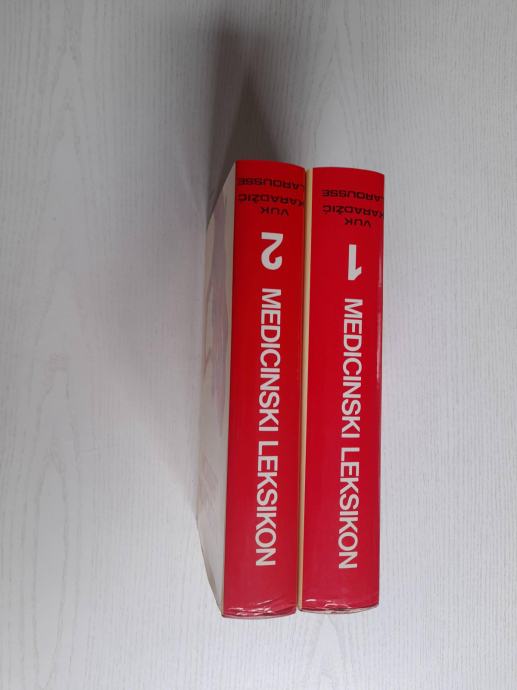 VUK
KARADŽIĆ
LAROUSSE
2
MEDICINSKI LEKSIKON
VUK
KARADŽIĆ
LAROUSSE
1
MEDICINSKI LEKSIKON